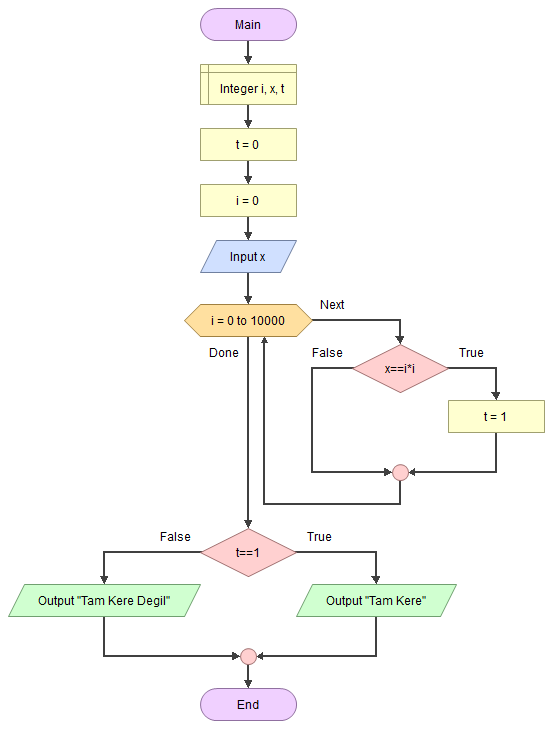 Main
Integer i, x, t
t = 0
i = 0
Input x
i = 0 to 10000
Next
Done
False
x==i*i
True
t = 1
False
t==1
True
Output "Tam Kere Degil"
Output "Tam Kere"
End